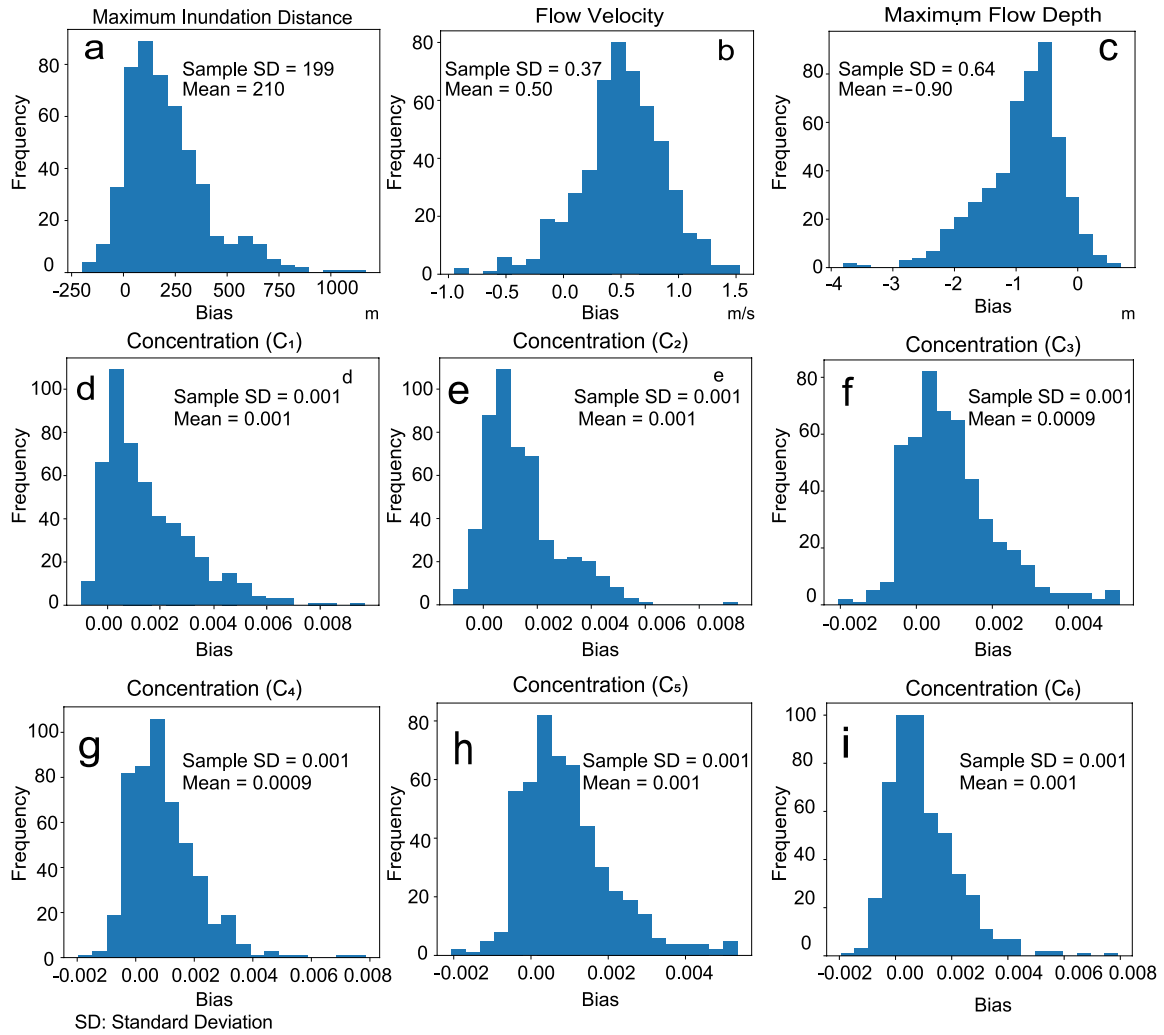 Maximum Inundation Distance
a
Sample SD = 199
Mean = 210
Frequency
80
60
40
20
0
-250
0
250
500
750
1000
Bias
m
Flow Velocity
b
Sample SD = 0.37
Mean = 0.50
Frequency
80
60
40
20
0
-1.0
-0.5
0.0
0.5
1.0
1.5
Bias
m/s
Maximum Flow Depth
c
Sample SD = 0.64
Mean =-0.90
Frequency
80
60
40
20
0
-4
-3
-2
-1
0
Bias
m
Concentration (C₁)
d
d
Sample SD = 0.001
Mean = 0.001
Frequency
100
80
60
40
20
0
0.00
0.002
0.004
0.006
0.008
Bias
Concentration (C₂)
e
e
Sample SD = 0.001
Mean = 0.001
Frequency
100
80
60
40
20
0
0.00
0.002
0.004
0.006
0.008
Bias
Concentration (C₃)
f
Sample SD = 0.001
Mean = 0.0009
Frequency
80
60
40
20
0
-0.002
0.00
0.002
0.004
Bias
Concentration (C₄)
g
Sample SD = 0.001
Mean = 0.0009
Frequency
100
80
60
40
20
0
-0.002
0.00
0.002
0.004
0.006
0.008
Bias
Concentration (C₅)
h
Sample SD = 0.001
Mean = 0.001
Frequency
80
60
40
20
0
-0.002
0.00
0.002
0.004
Bias
Concentration (C₆)
i
Sample SD = 0.001
Mean = 0.001
Frequency
100
80
60
40
20
0
-0.002
0.00
0.002
0.004
0.006
0.008
Bias
SD: Standard Deviation